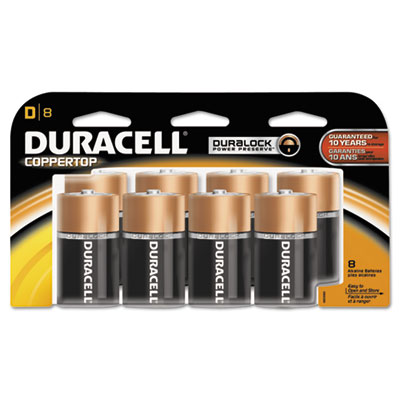 D 8
DURACELL
COPPERTOP
DURALOCK
POWER PRESERVE
GUARANTEED
10 YEARS
GARANTIES
10 ANS
DURACELL
DURACELL
DURACELL
DURACELL
8
Alkaline Batteries
piles alcalines
Easy to
Open and Store
Facile à ouvrir
et à ranger